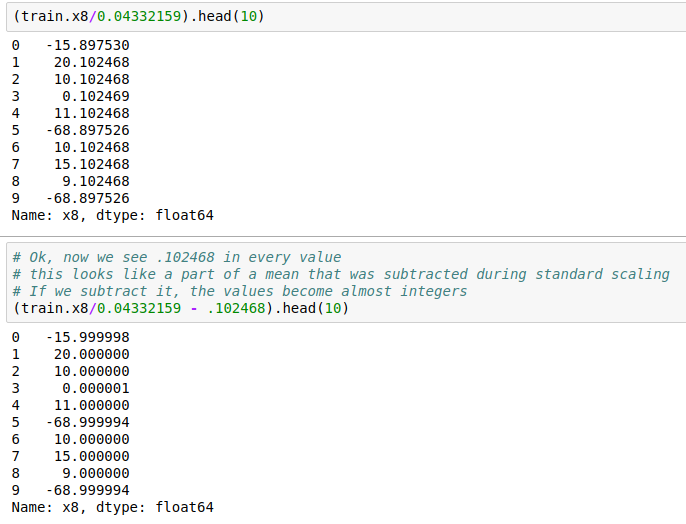 (train.x8/0.04332159).head(10)
0   -15.897530
1    20.102468
2    10.102468
3     0.102469
4    11.102468
5   -68.897526
6    10.102468
7    15.102468
8     9.102468
9   -68.897526
Name: x8, dtype: float64
# Ok, now we see .102468 in every value
# this looks like a part of a mean that was subtracted during standard scaling
# If we subtract it, the values become almost integers
(train.x8/0.04332159 - .102468).head(10)
0   -15.999998
1    20.000000
2    10.000000
3     0.000001
4    11.000000
5   -68.999994
6    10.000000
7    15.000000
8     9.000000
9   -68.999994
Name: x8, dtype: float64